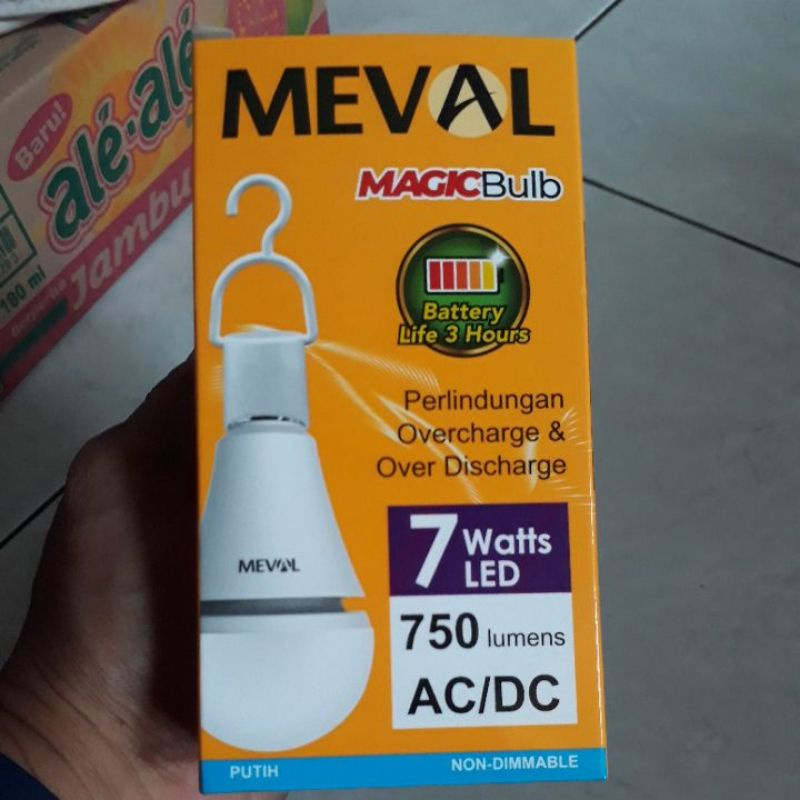 MEVAL
MAGICBulb
Battery
Life 3 Hours
Perlindungan
Overcharge &
Over Discharge
7 Watts
LED
750 lumens
AC/DC
MEVAL
PUTIH
NON-DIMMABLE
Baru!
alé-alé
Jambu
180 ml